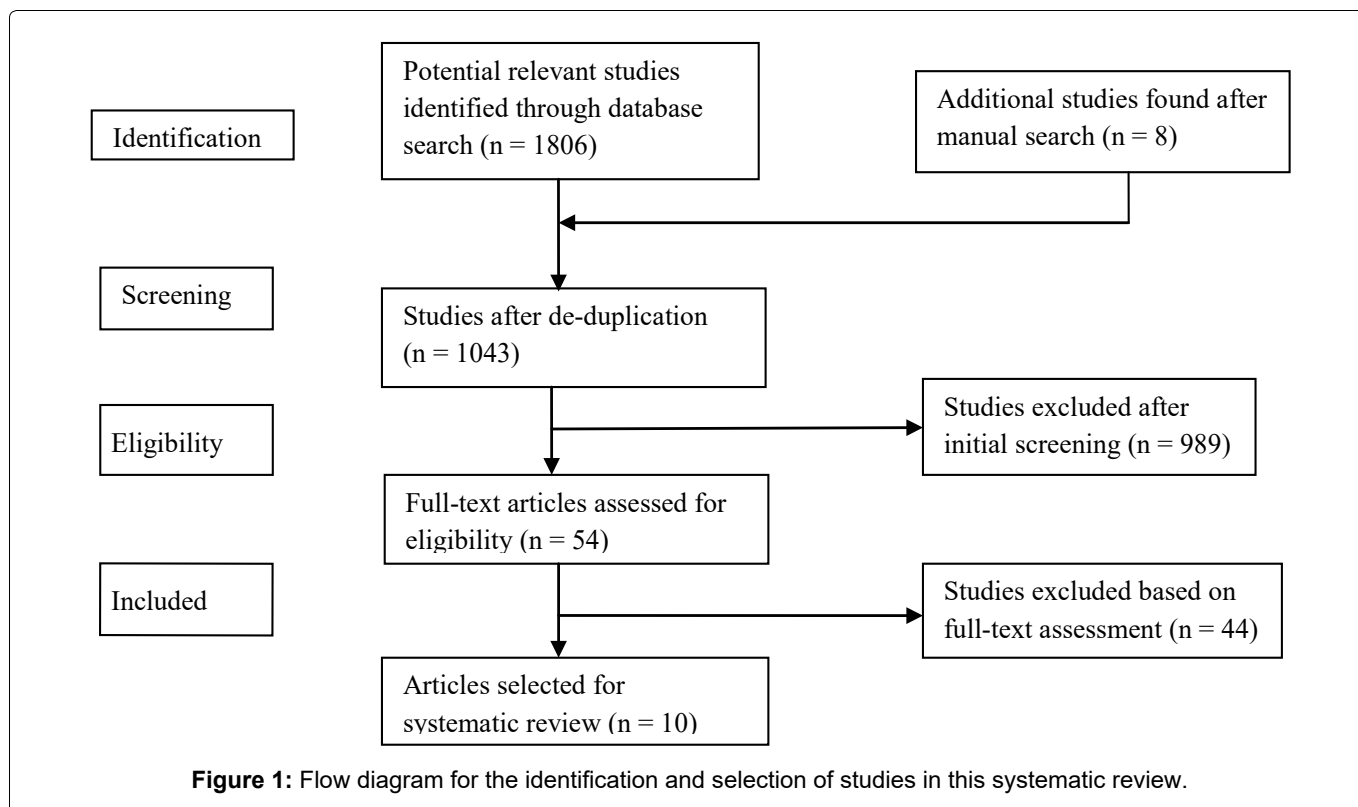 Potential relevant studies
identified through database
search (n = 1806)
Additional studies found after
manual search (n = 8)
Identification
Screening
Studies after de-duplication
(n = 1043)
Studies excluded after
initial screening (n = 989)
Eligibility
Full-text articles assessed for
eligibility (n = 54)
Included
Studies excluded based on
full-text assessment (n = 44)
Articles selected for
systematic review (n = 10)
Figure 1: Flow diagram for the identification and selection of studies in this systematic review.